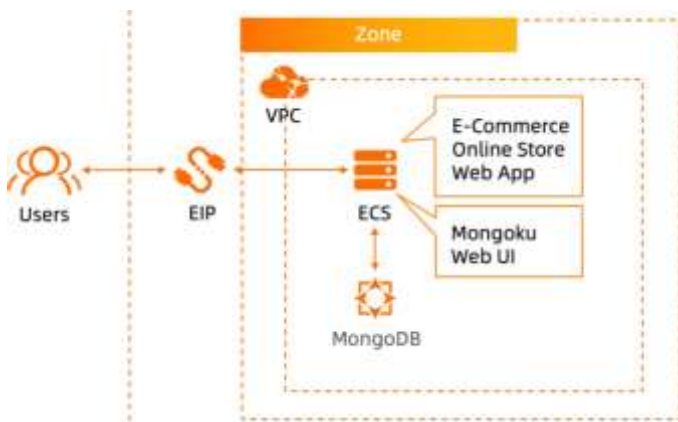 Zone
VPC
E-Commerce
Online Store
Web App
Users
EIP
ECS
Mongoku
Web UI
MongoDB